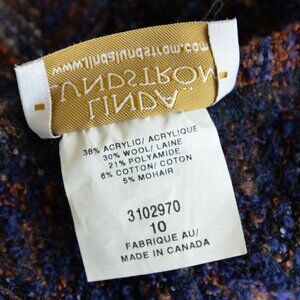 LINDA
LUNDSTRÖM
www.lindalundstrom.com
38% ACRYLIC/ ACRYLIQUE
30% WOOL/ LAINE
21% POLYAMIDE
6% COTTON/ COTON
5% MOHAIR
3102970
10
FABRIQUE AU/
MADE IN CANADA